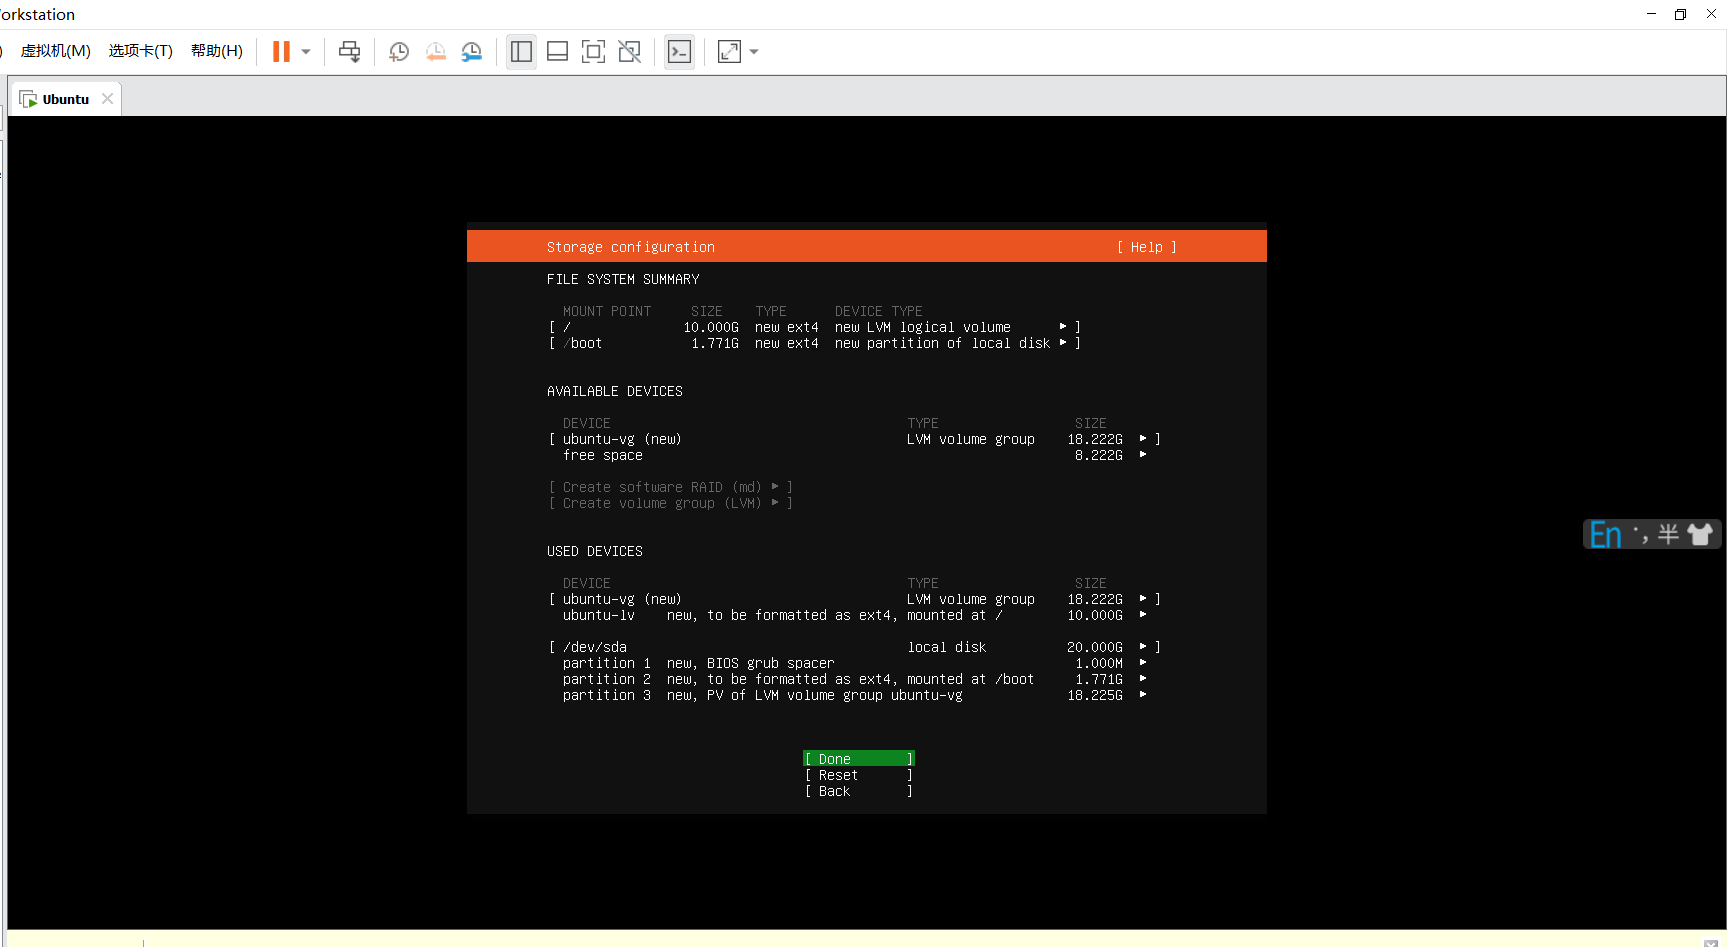 orkstation
) 虚拟机(M) 选项卡(T) 帮助(H)
Ubuntu
Storage configuration [ Help ]
FILE SYSTEM SUMMARY
MOUNT POINT SIZE TYPE DEVICE TYPE
[ / 10.000G new ext4 new LVM logical volume ▸ ]
[ /boot 1.771G new ext4 new partition of local disk ▸ ]
AVAILABLE DEVICES
DEVICE TYPE SIZE
[ ubuntu-vg (new) LVM volume group 18.222G ▸ ]
free space 8.222G ▸
[ Create software RAID (md) ▸ ]
[ Create volume group (LVM) ▸ ]
USED DEVICES
DEVICE TYPE SIZE
[ ubuntu-vg (new) LVM volume group 18.222G ▸ ]
ubuntu-lv new, to be formatted as ext4, mounted at / 10.000G ▸
[ /dev/sda local disk 20.000G ▸ ]
partition 1 new, BIOS grub spacer 1.000M ▸
partition 2 new, to be formatted as ext4, mounted at /boot 1.771G ▸
partition 3 new, PV of LVM volume group ubuntu-vg 18.225G ▸
[ Done ]
[ Reset ]
[ Back ]
En ·, 半